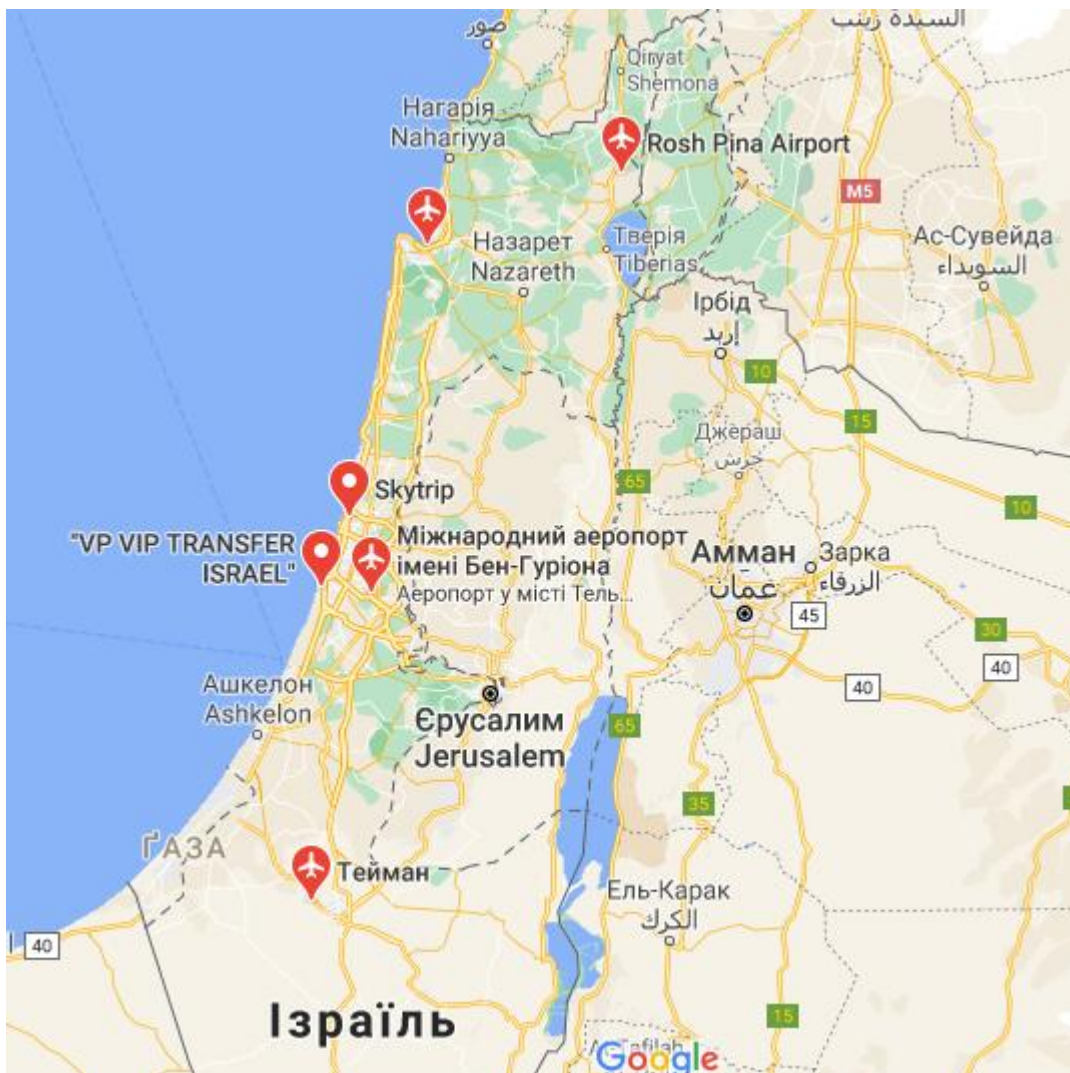 صور
السيدة زينب
Qiryat
Shemona
Нагарія
Nahariyya
Rosh Pina Airport
M5
Назарет
Nazareth
Тверія
Tiberias
Ас-Сувейда
السويداء
Ірбід
إربد
10
15
Джераш
جرش
65
10
Skytrip
"VP VIP TRANSFER
ISRAEL"
Міжнародний аеропорт
імені Бен-Гуріона
Аеропорт у місті Тель...
Амман
عمان
Зарка
الزرقاء
45
30
40
40
Ашкелон
Ashkelon
Єрусалим
Jerusalem
65
35
ҐАЗА
Тейман
Ель-Карак
الكرك
40
15
Ізраїль
Google